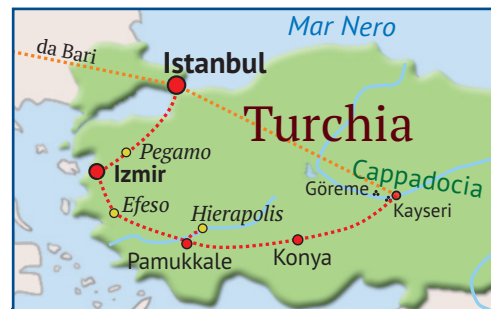 Mar Nero
da Bari
Istanbul
Turchia
Pegamo
Izmir
Cappadocia
Göreme
Kayseri
Efeso
Hierapolis
Pamukkale
Konya